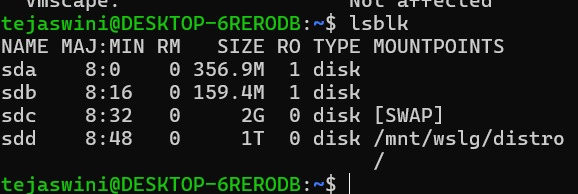 vmscape: Not affected
tejaswini@DESKTOP-6RERODB:~$ lsblk
NAME MAJ:MIN RM   SIZE RO TYPE MOUNTPOINTS
sda    8:0    0 356.9M  1 disk
sdb    8:16   0 159.4M  1 disk
sdc    8:32   0     2G  0 disk [SWAP]
sdd    8:48   0     1T  0 disk /mnt/wslg/distro
                               /
tejaswini@DESKTOP-6RERODB:~$